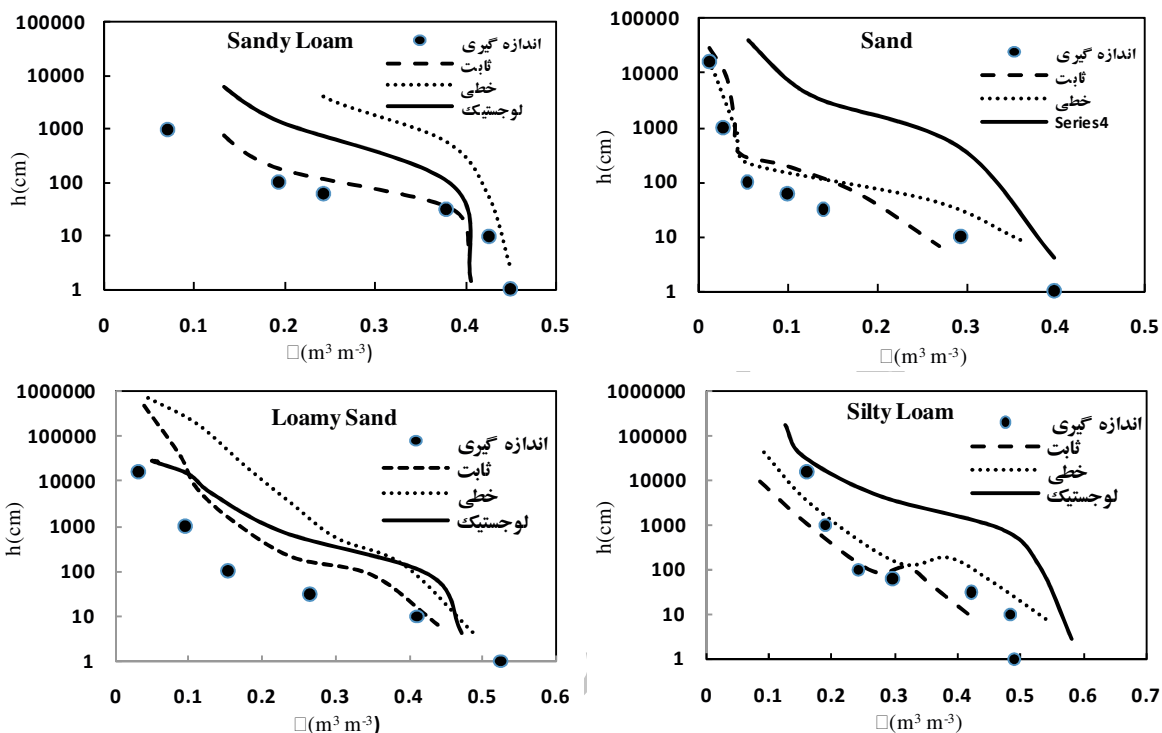 Sandy Loam
اندازه گیری
ثابت
خطی
لوجستیک
100000
10000
1000
100
10
1
h(cm)
0 0.1 0.2 0.3 0.4 0.5
□(m³ m⁻³)
Sand
اندازه گیری
ثابت
خطی
Series4
100000
10000
1000
100
10
1
h(cm)
0 0.1 0.2 0.3 0.4 0.5
□(m³ m⁻³)
Loamy Sand
اندازه گیری
ثابت
خطی
لوجستیک
1000000
100000
10000
1000
100
10
1
h(cm)
0 0.1 0.2 0.3 0.4 0.5 0.6
□(m³ m⁻³)
Silty Loam
اندازه گیری
ثابت
خطی
لوجستیک
1000000
100000
10000
1000
100
10
1
h(cm)
0 0.1 0.2 0.3 0.4 0.5 0.6 0.7
□(m³ m⁻³)